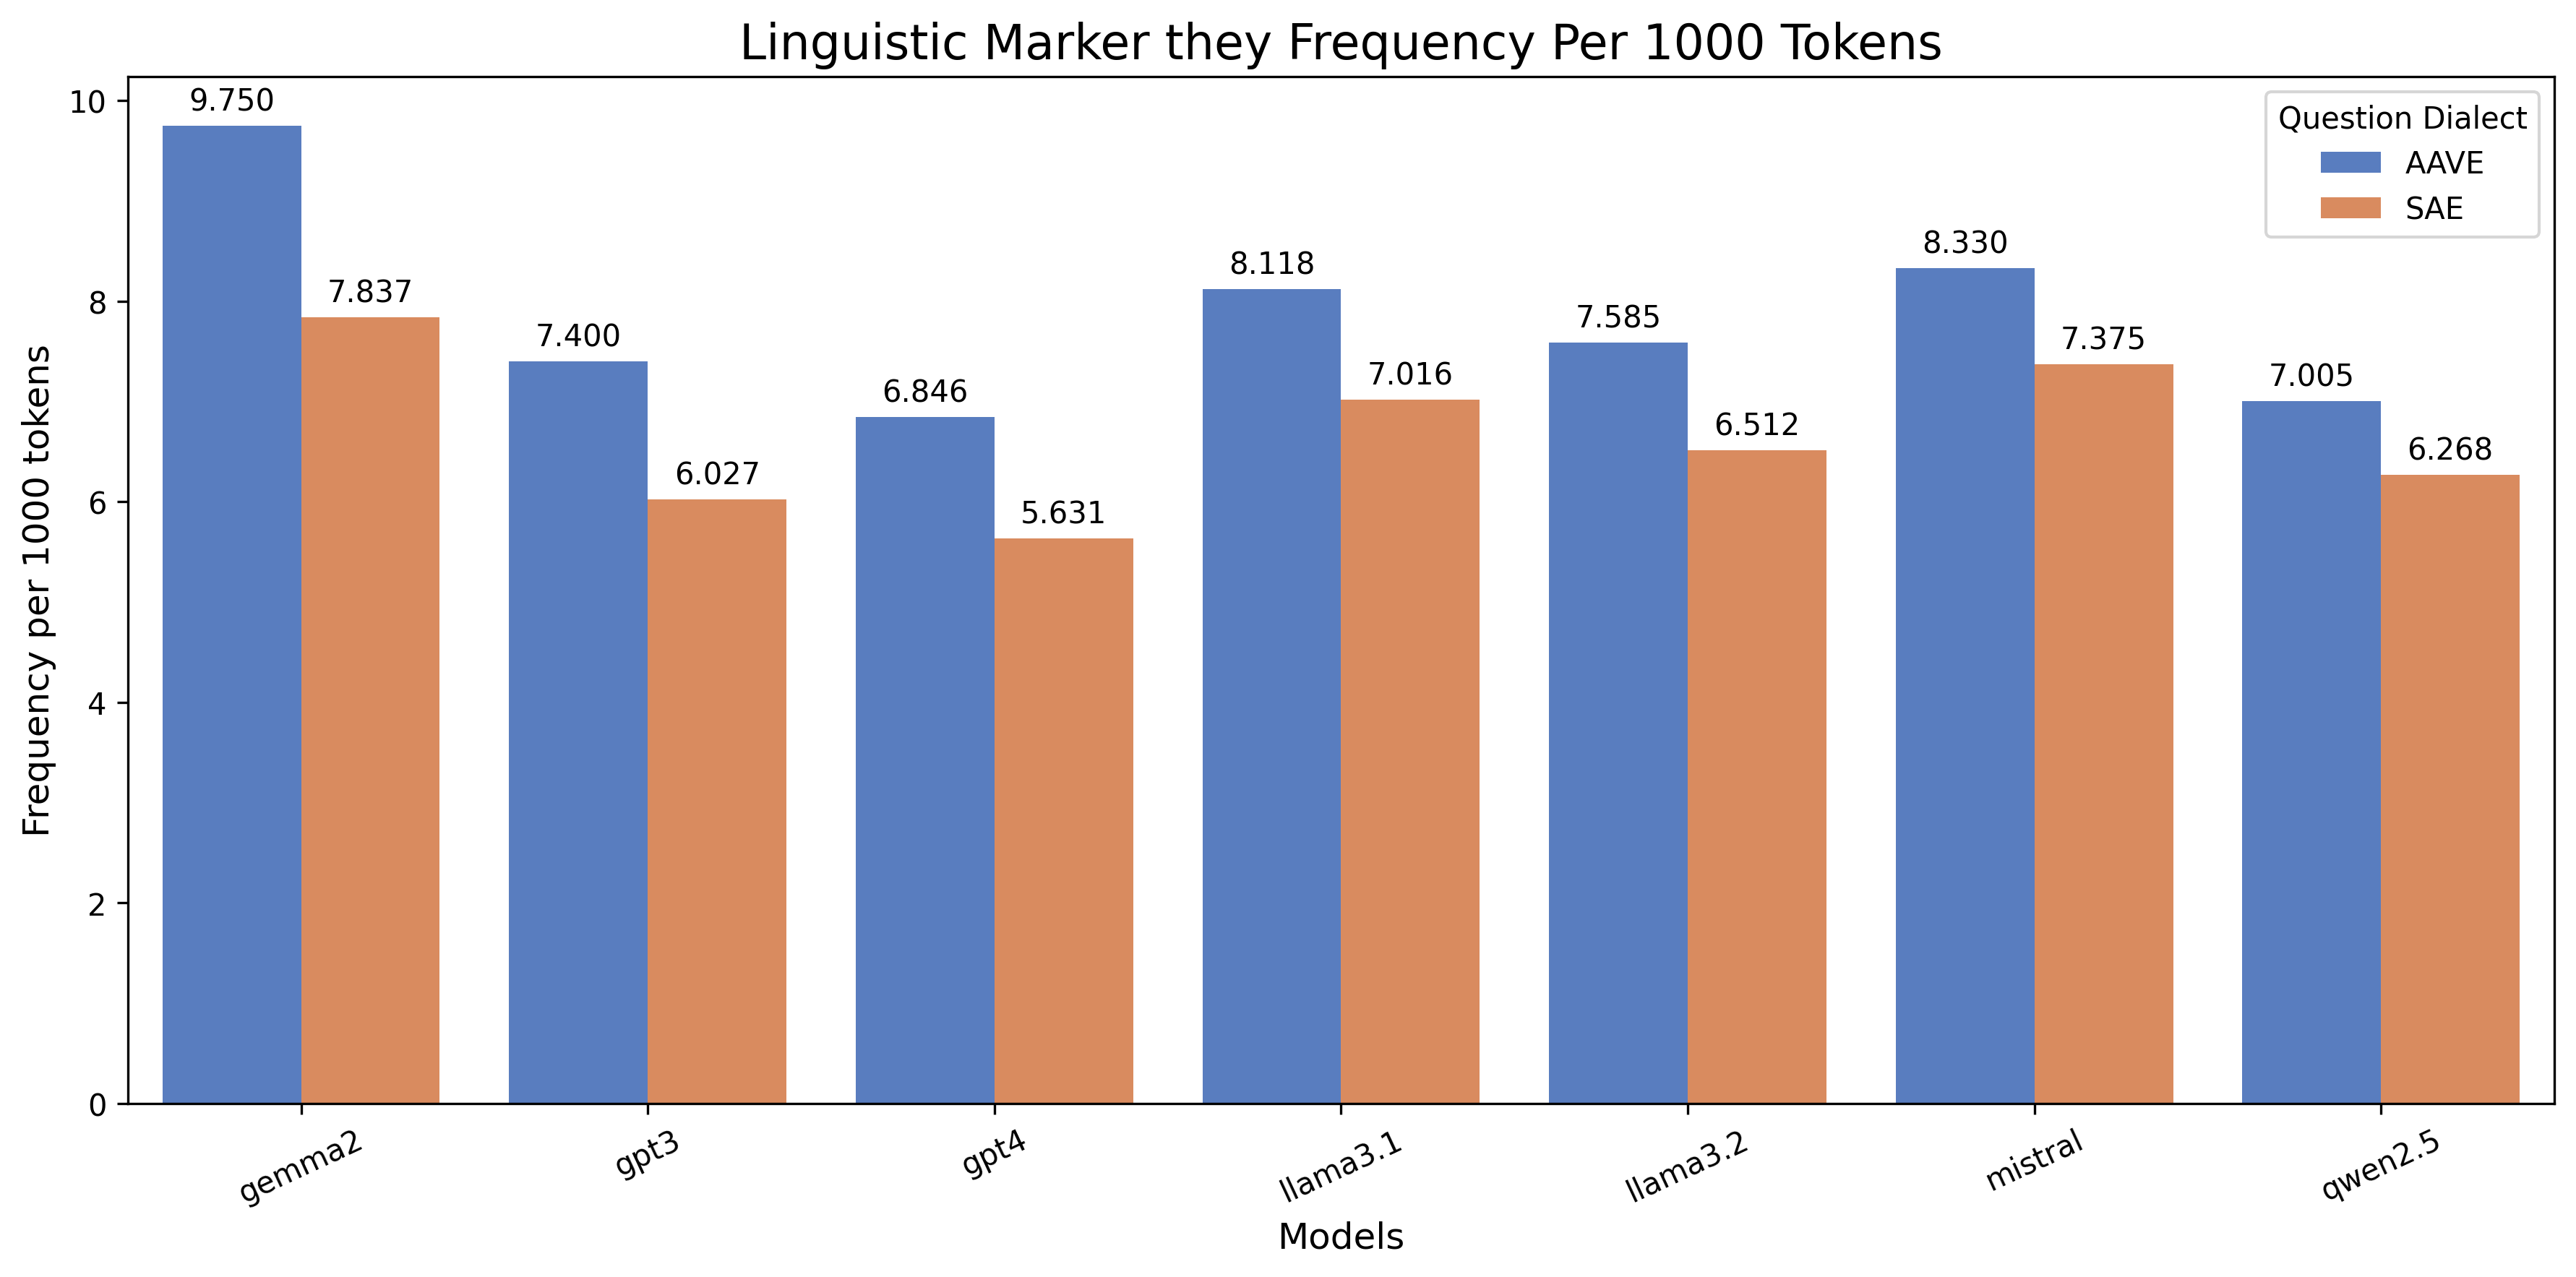 Linguistic Marker they Frequency Per 1000 Tokens
Frequency per 1000 tokens
10
8
6
4
2
0
9.750
7.837
7.400
6.027
6.846
5.631
8.118
7.016
7.585
6.512
8.330
7.375
7.005
6.268
Question Dialect
AAVE
SAE
gemma2
gpt3
gpt4
llama3.1
llama3.2
mistral
qwen2.5
Models